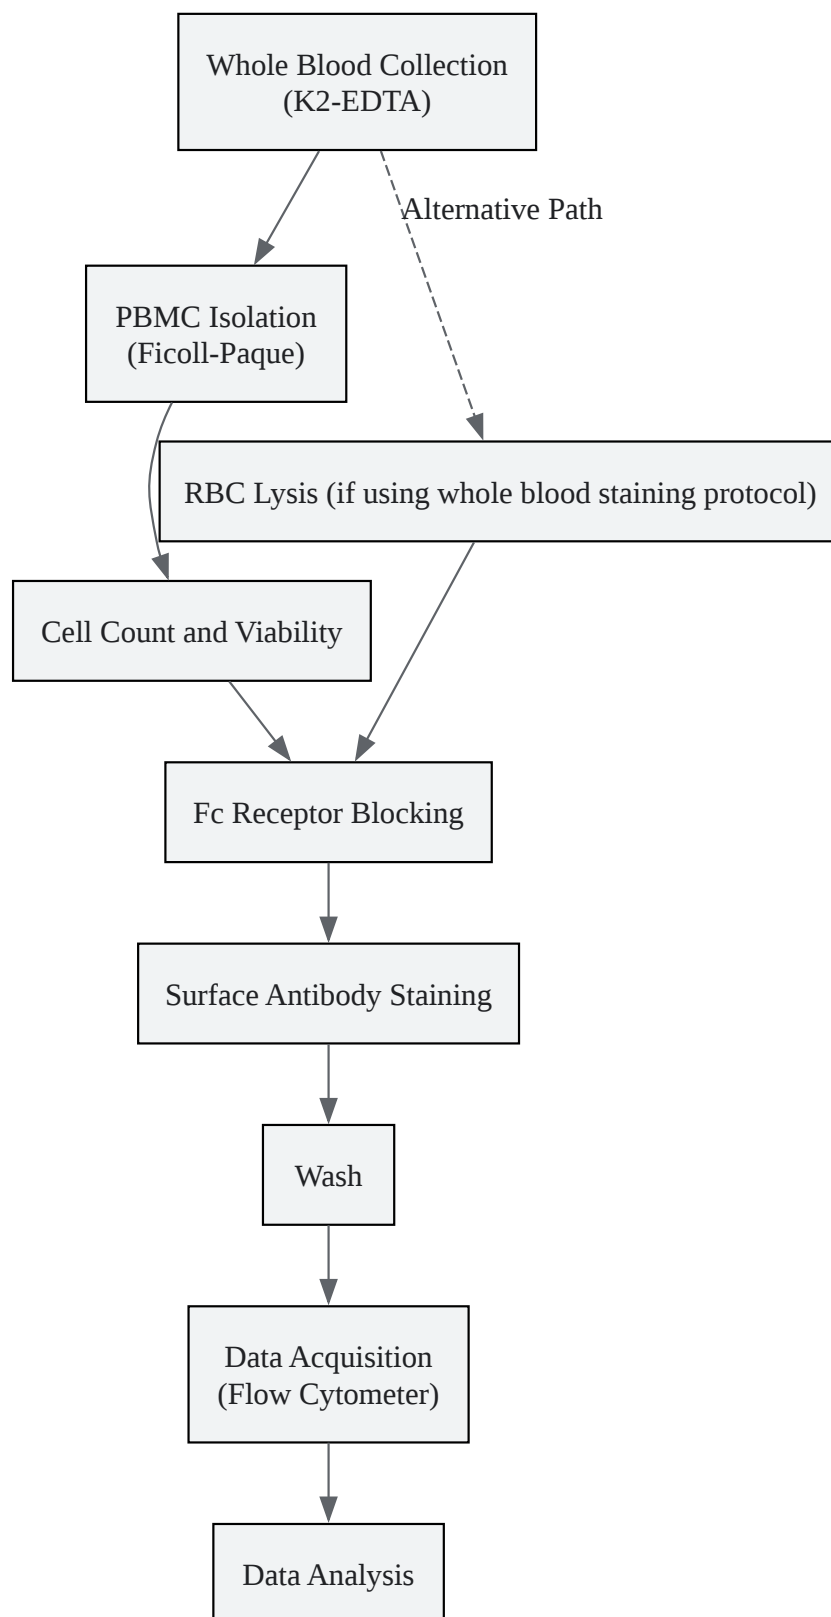 Whole Blood Collection
(K2-EDTA)
Alternative Path
PBMC Isolation
(Ficoll-Paque)
RBC Lysis (if using whole blood staining protocol)
Cell Count and Viability
Fc Receptor Blocking
Surface Antibody Staining
Wash
Data Acquisition
(Flow Cytometer)
Data Analysis